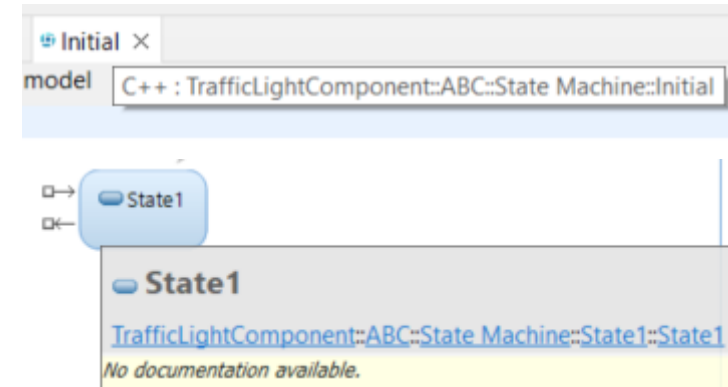 Initial ×
model
C++ : TrafficLightComponent::ABC::State Machine::Initial
State1
State1
TrafficLightComponent::ABC::State Machine::State1::State1
No documentation available.